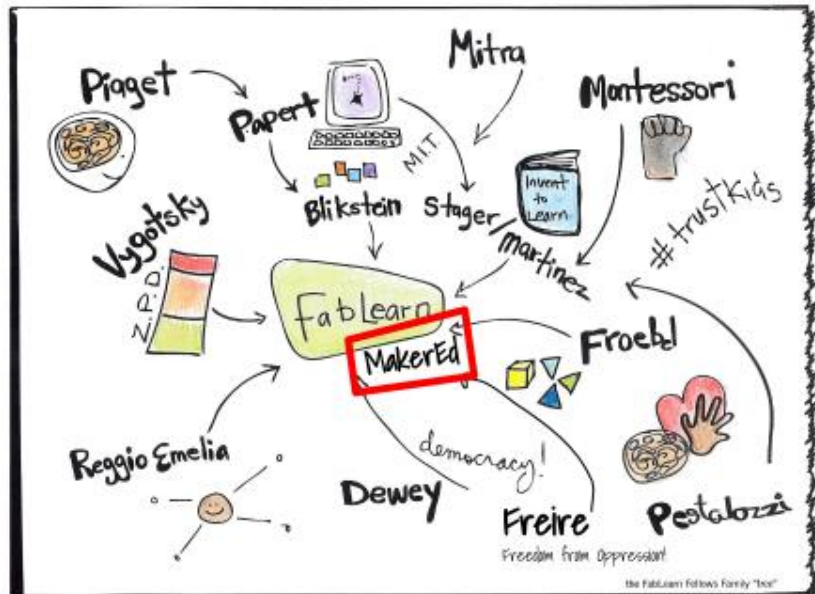 Mitra
Piaget
Papert
Montessori
M.I.T
Invent
to
Learn
Blikstein
Stager
/martinez
#trustkids
Vygotsky
Z.P.D.
FabLearn
MakerEd
Froebel
democracy!
Reggio Emelia
Dewey
Freire
Freedom from Oppression!
Pestalozzi
the FabLearn Fellows Family "tree"